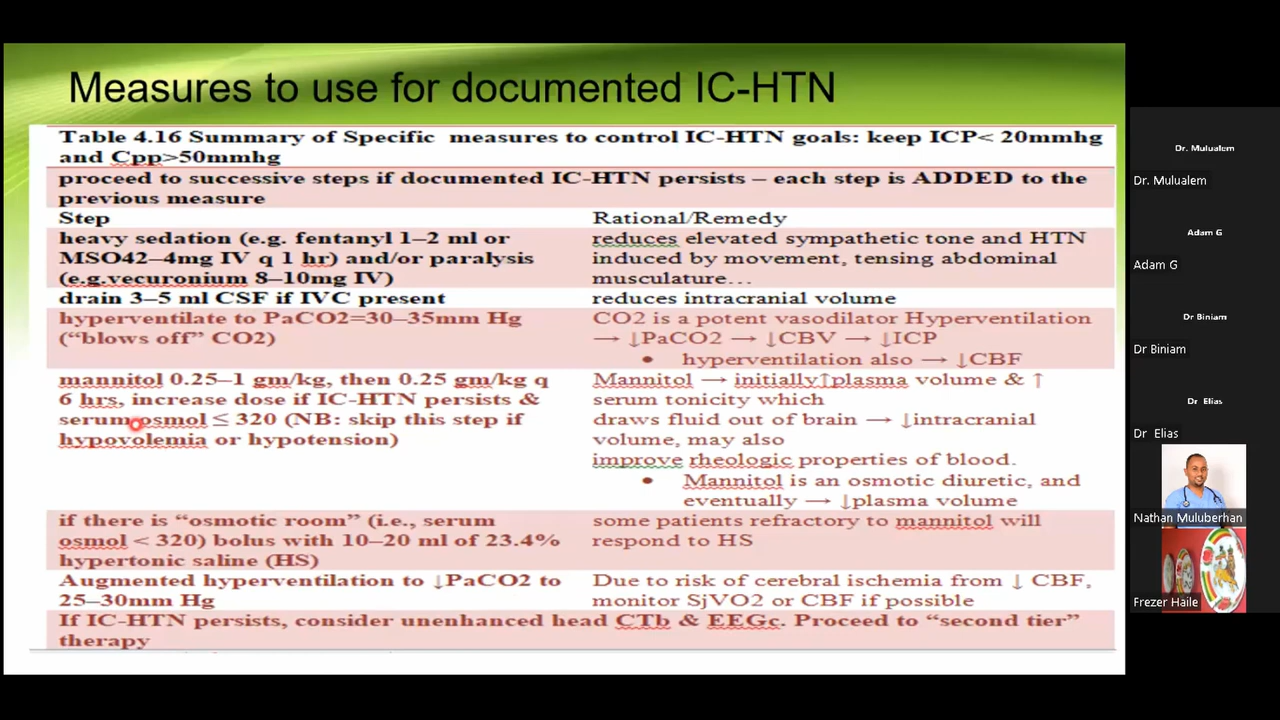 Measures to use for documented IC-HTN
Table 4.16 Summary of Specific measures to control IC-HTN goals: keep ICP< 20mmhg
and Cpp>50mmhg
proceed to successive steps if documented IC-HTN persists – each step is ADDED to the
previous measure
Step
Rational/Remedy
heavy sedation (e.g. fentanyl 1–2 ml or
MSO42–4mg IV q 1 hr) and/or paralysis
(e.g.vecuronium 8–10mg IV)
reduces elevated sympathetic tone and HTN
induced by movement, tensing abdominal
musculature…
drain 3–5 ml CSF if IVC present
reduces intracranial volume
hyperventilate to PaCO2=30–35mm Hg
(“blows off” CO2)
CO2 is a potent vasodilator Hyperventilation
→ ↓PaCO2 → ↓CBV → ↓ICP
• hyperventilation also → ↓CBF
mannitol 0.25–1 gm/kg, then 0.25 gm/kg q
6 hrs, increase dose if IC-HTN persists &
serum osmol ≤ 320 (NB: skip this step if
hypovolemia or hypotension)
Mannitol → initially↑plasma volume & ↑
serum tonicity which
draws fluid out of brain → ↓intracranial
volume, may also
improve rheologic properties of blood.
• Mannitol is an osmotic diuretic, and
eventually → ↓plasma volume
if there is “osmotic room” (i.e., serum
osmol < 320) bolus with 10–20 ml of 23.4%
hypertonic saline (HS)
some patients refractory to mannitol will
respond to HS
Augmented hyperventilation to ↓PaCO2 to
25–30mm Hg
Due to risk of cerebral ischemia from ↓ CBF,
monitor SjVO2 or CBF if possible
If IC-HTN persists, consider unenhanced head CTb & EEGc. Proceed to “second tier”
therapy
Dr. Mulualem
Dr. Mulualem
Adam G
Adam G
Dr Biniam
Dr Biniam
Dr. Elias
Dr Elias
Nathan Muluberhan
Frezer Haile